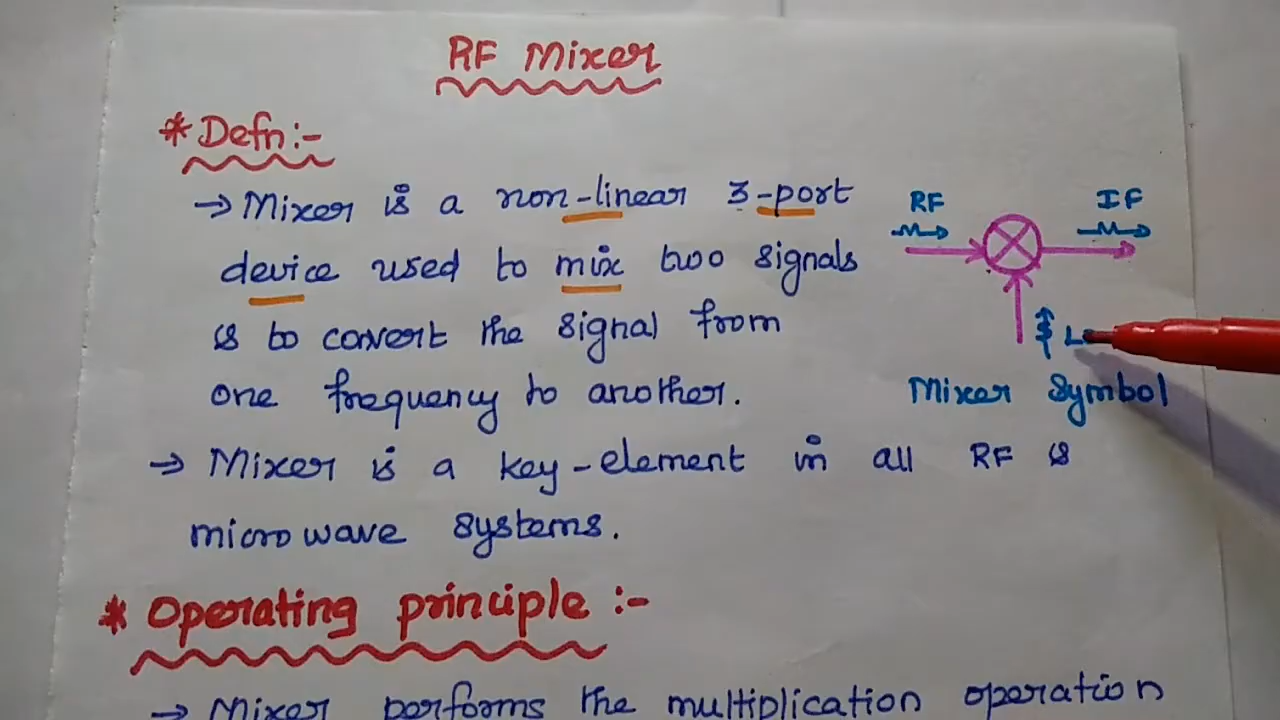 RF Mixer
* Defn:-
→ Mixer is a non-linear 3-port
device used to mix two signals
& to convert the signal from
one frequency to another.
RF
IF
Mixer Symbol
→ Mixer is a key-element in all RF &
microwave systems.
* Operating principle :-
→ Mixer performs the multiplication operation